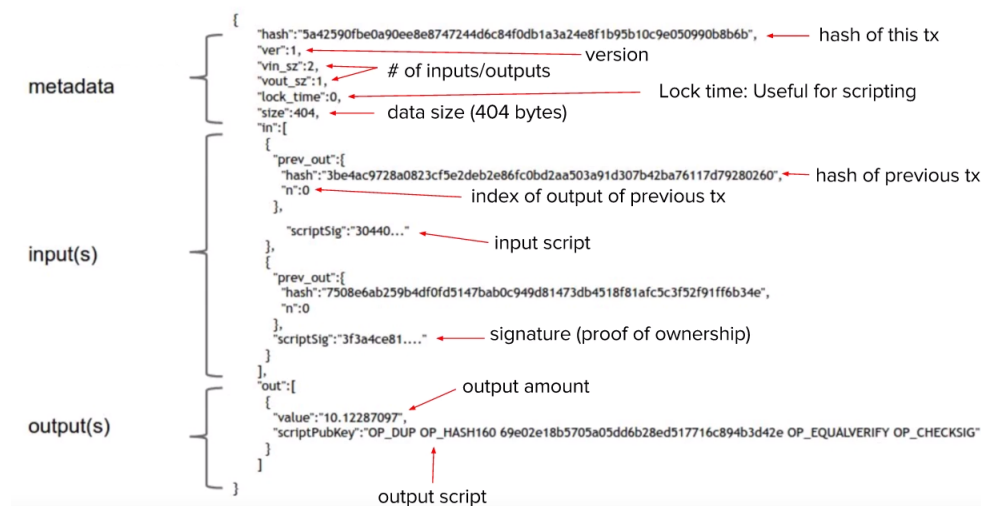 {
"hash":"5a42590fbe0a90ee8e8747244d6c84f0db1a3a24e8f1b95b10c9e050990b8b6b", hash of this tx
"ver":1, version
"vin_sz":2, # of inputs/outputs
"vout_sz":1,
metadata
"lock_time":0, Lock time: Useful for scripting
"size":404, data size (404 bytes)
"in":[
{
"prev_out":[
"hash":"3be4ac9728a0823cf5e2deb2e86fc0bd2aa503a91d307b42ba76117d79280260", hash of previous tx
"n":0 index of output of previous tx
},
"scriptSig":"30440..." input script
input(s)
},
{
"prev_out":[
"hash":"7508e6ab259b4df0fd5147bab0c949d81473db4518f81afc5c3f52f91ff6b34e",
"n":0
},
"scriptSig":"3f3a4ce81...." signature (proof of ownership)
}
],
"out":[ output amount
{
"value":"10.12287097",
output(s)
"scriptPubKey":"OP_DUP OP_HASH160 69e02e18b5705a05dd6b28ed517716c894b3d42e OP_EQUALVERIFY OP_CHECKSIG"
}
]
} output script